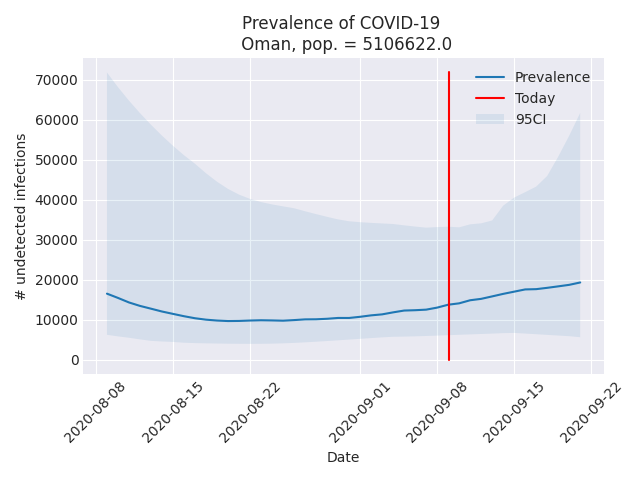 Prevalence of COVID-19
Oman, pop. = 5106622.0
Prevalence
Today
95CI
# undetected infections
70000
60000
50000
40000
30000
20000
10000
0
2020-08-08
2020-08-15
2020-08-22
2020-09-01
2020-09-08
2020-09-15
2020-09-22
Date